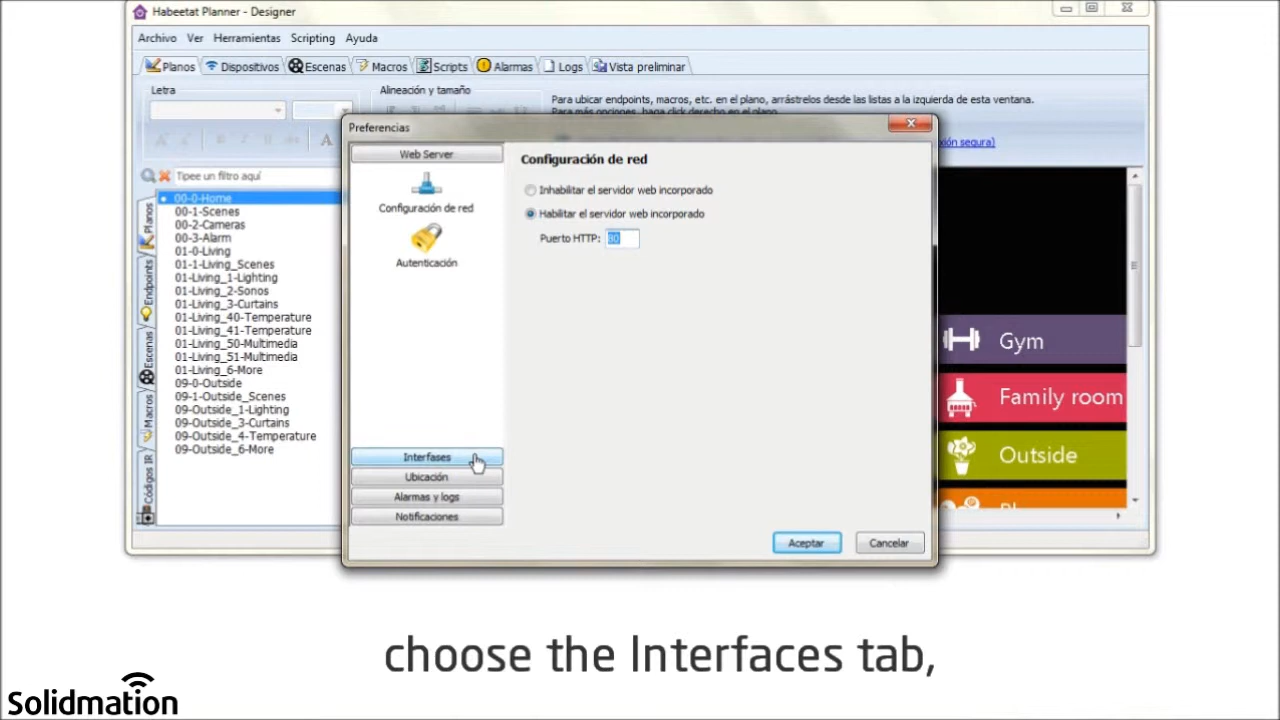 Habeetat Planner - Designer
Archivo Ver Herramientas Scripting Ayuda
Planos Dispositivos Escenas Macros Scripts Alarmas Logs Vista preliminar
Letra
Alineación y tamaño
Para ubicar endpoints, macros, etc. en el plano, arrástrelos desde las listas a la izquierda de esta ventana.
Tipee un filtro aquí
00-0-Home
00-1-Scenes
00-2-Cameras
00-3-Alarm
01-0-Living
01-1-Living_Scenes
01-Living_1-Lighting
01-Living_2-Sonos
01-Living_3-Curtains
01-Living_40-Temperature
01-Living_41-Temperature
01-Living_50-Multimedia
01-Living_51-Multimedia
01-Living_6-More
09-0-Outside
09-1-Outside_Scenes
09-Outside_1-Lighting
09-Outside_3-Curtains
09-Outside_4-Temperature
09-Outside_6-More
Planos
Endpoints
Escenas
Macros
Códigos IR
Preferencias
Web Server
Configuración de red
Autenticación
Interfases
Ubicación
Alarmas y logs
Notificaciones
Configuración de red
Inhabilitar el servidor web incorporado
Habilitar el servidor web incorporado
Puerto HTTP: 80
Aceptar Cancelar
Gym
Family room
Outside
choose the Interfaces tab,
Solidmation